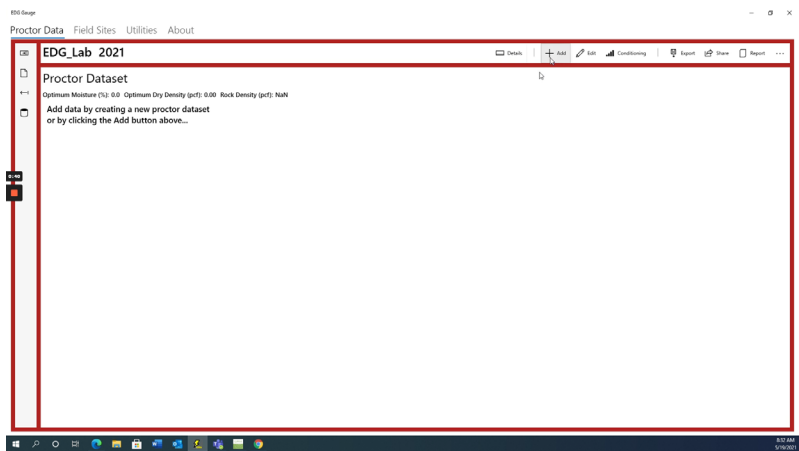 EDG Gauge
Proctor Data Field Sites Utilities About
EDG_Lab 2021
Details Add Edit Conditioning Export Share Report
Proctor Dataset
Optimum Moisture (%): 0.0 Optimum Dry Density (pcf): 0.00 Rock Density (pcf): NaN
Add data by creating a new proctor dataset
or by clicking the Add button above...
0:40
8:52 AM
5/19/2021